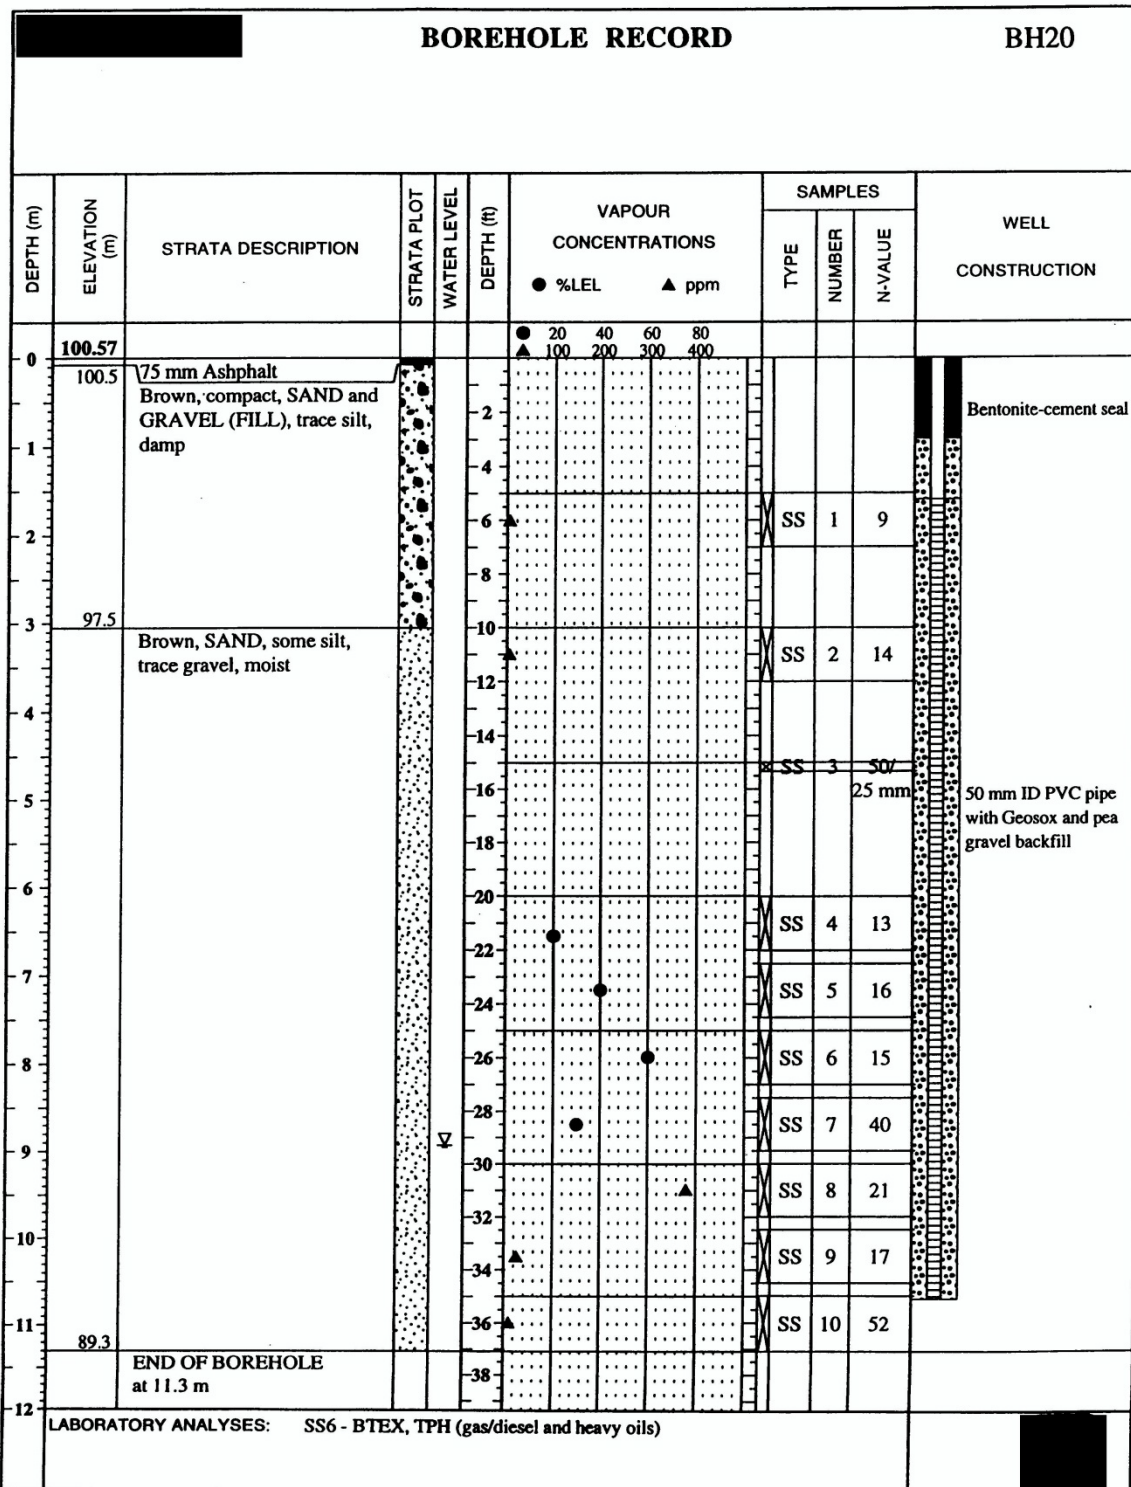 BOREHOLE RECORD
BH20
DEPTH (m)
ELEVATION
(m)
STRATA DESCRIPTION
STRATA PLOT
WATER LEVEL
DEPTH (ft)
VAPOUR
CONCENTRATIONS
● %LEL ▲ ppm
SAMPLES
TYPE
NUMBER
N-VALUE
WELL
CONSTRUCTION
● 20 40 60 80
▲ 100 200 300 400
100.57
0
100.5
75 mm Ashphalt
Brown, compact, SAND and
GRAVEL (FILL), trace silt,
damp
2
Bentonite-cement seal
1
4
6
SS 1 9
2
8
97.5
3
10
Brown, SAND, some silt,
trace gravel, moist
SS 2 14
12
4
14
SS 3 50/
25 mm
16
5
50 mm ID PVC pipe
with Geosox and pea
gravel backfill
18
6
20
SS 4 13
22
7
SS 5 16
24
8
26
SS 6 15
28
SS 7 40
9
30
SS 8 21
32
10
SS 9 17
34
11
36
SS 10 52
89.3
END OF BOREHOLE
at 11.3 m
38
12
LABORATORY ANALYSES: SS6 - BTEX, TPH (gas/diesel and heavy oils)